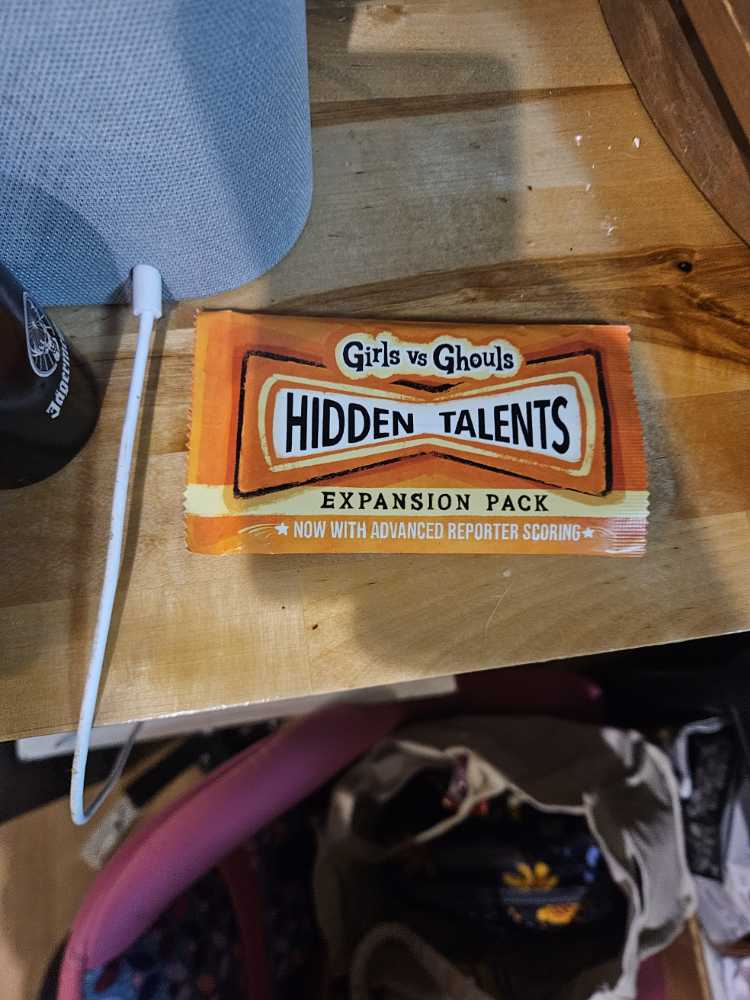 Girls vs Ghouls
HIDDEN TALENTS
EXPANSION PACK
NOW WITH ADVANCED REPORTER SCORING